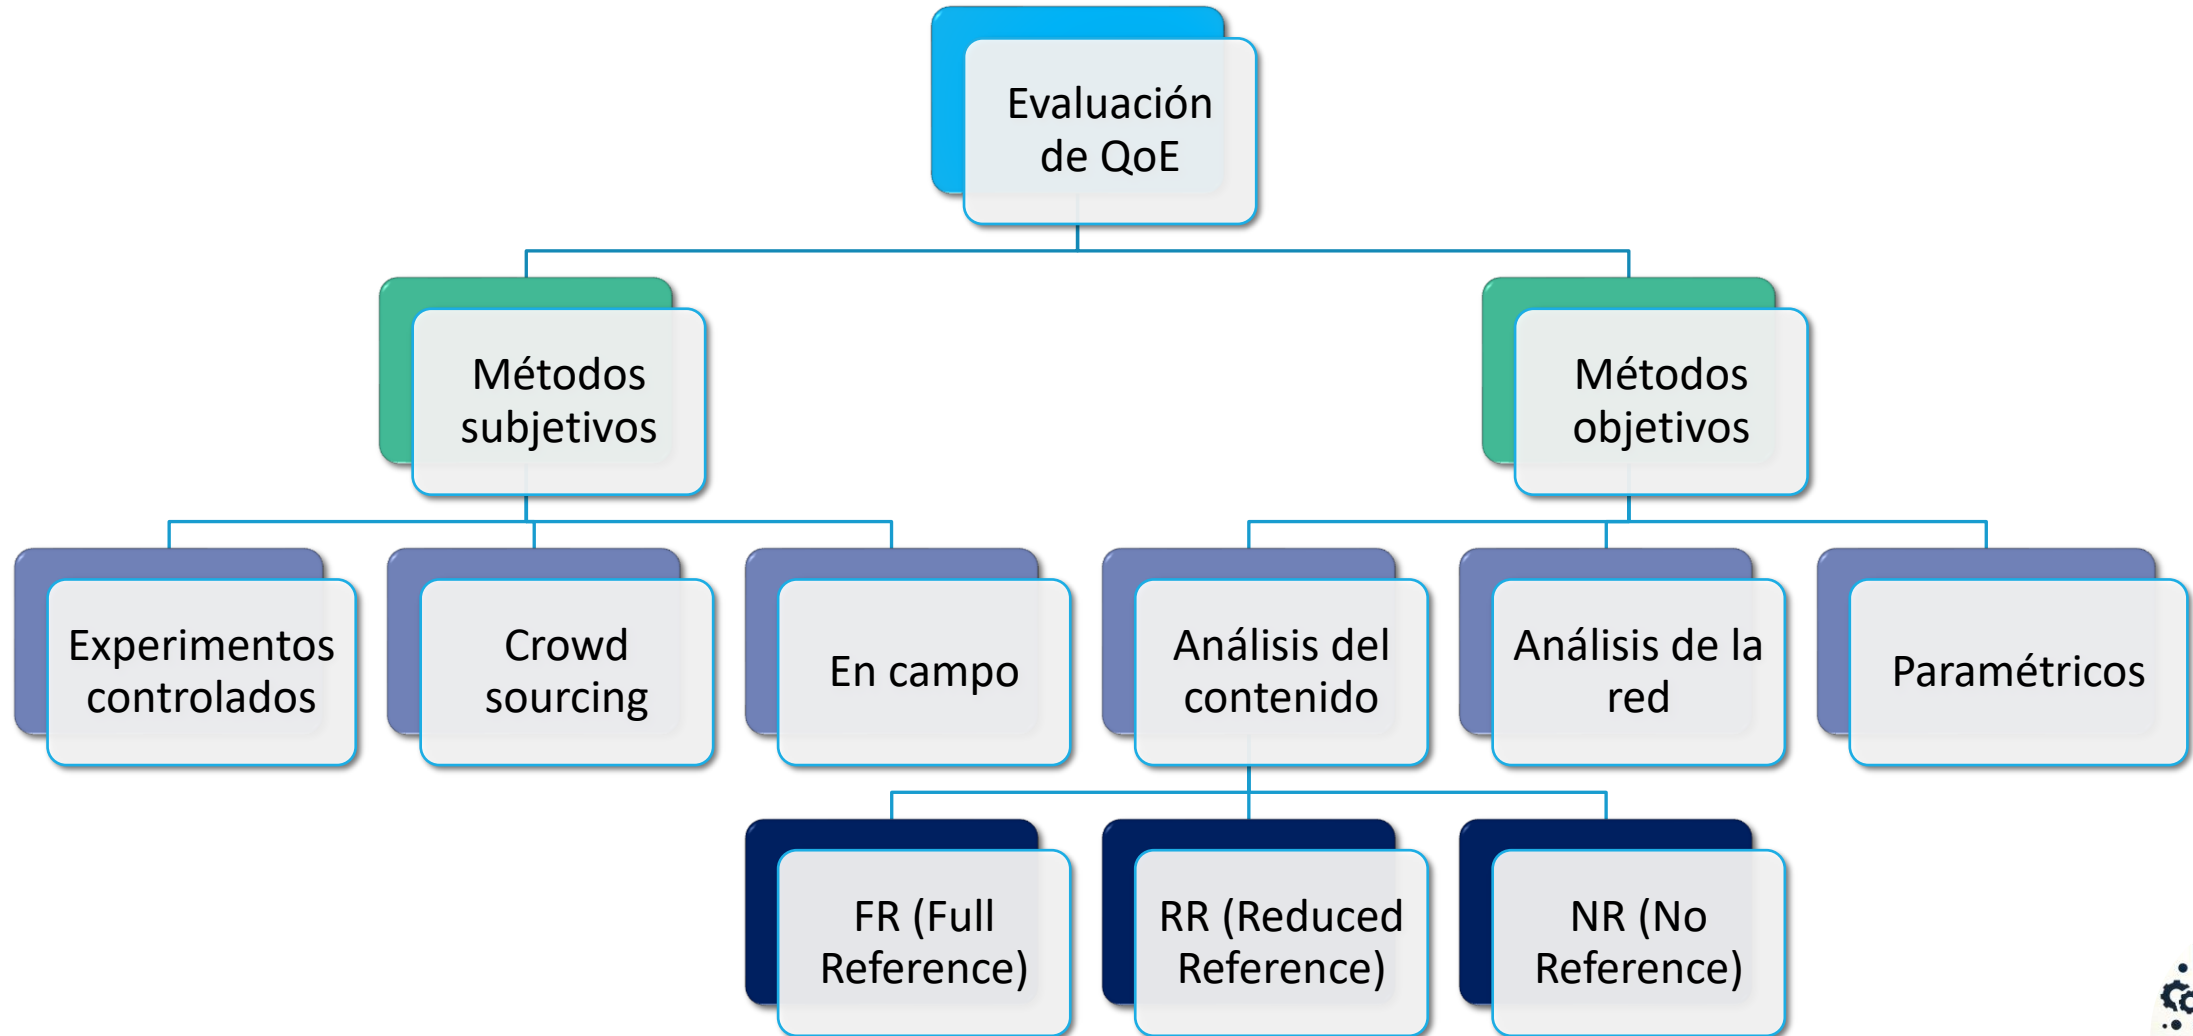 Evaluación
de QoE
Métodos
subjetivos
Métodos
objetivos
Experimentos
controlados
Crowd
sourcing
En campo
Análisis del
contenido
Análisis de la
red
Paramétricos
FR (Full
Reference)
RR (Reduced
Reference)
NR (No
Reference)